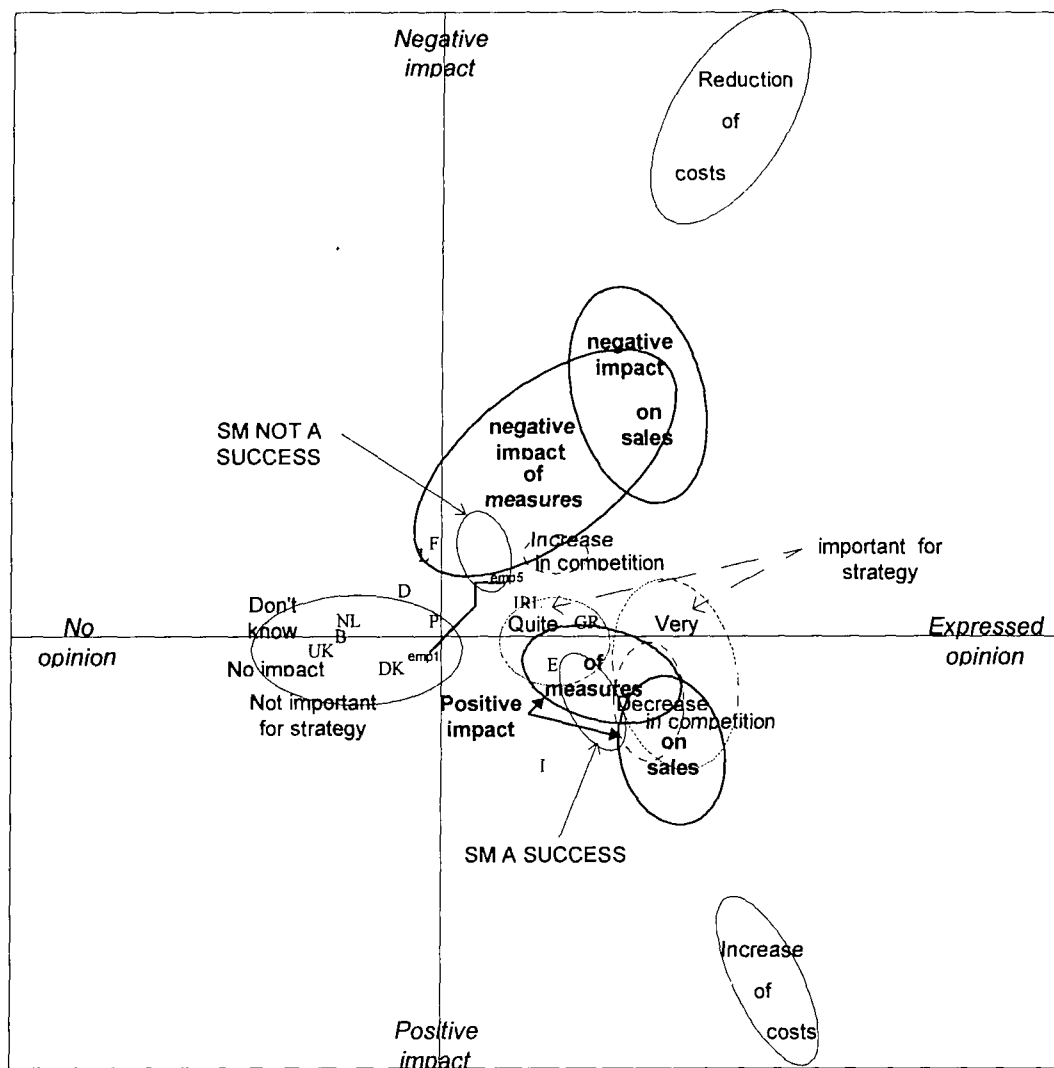 Negative
impact
Reduction
of
costs
negative
impact
on
sales
SM NOT A
SUCCESS
negative
impact
of
measures
F
L
Increase
in competition
important for
strategy
emp5
D
IRL
Don't
know
NL
P
Quite
GR
Very
No
opinion
B
UK
Expressed
opinion
No impact
DK
emp1
E
of
measures
Not important
for strategy
Positive
impact
Decrease
in competition
on
sales
I
SM A SUCCESS
Increase
of
costs
Positive
impact